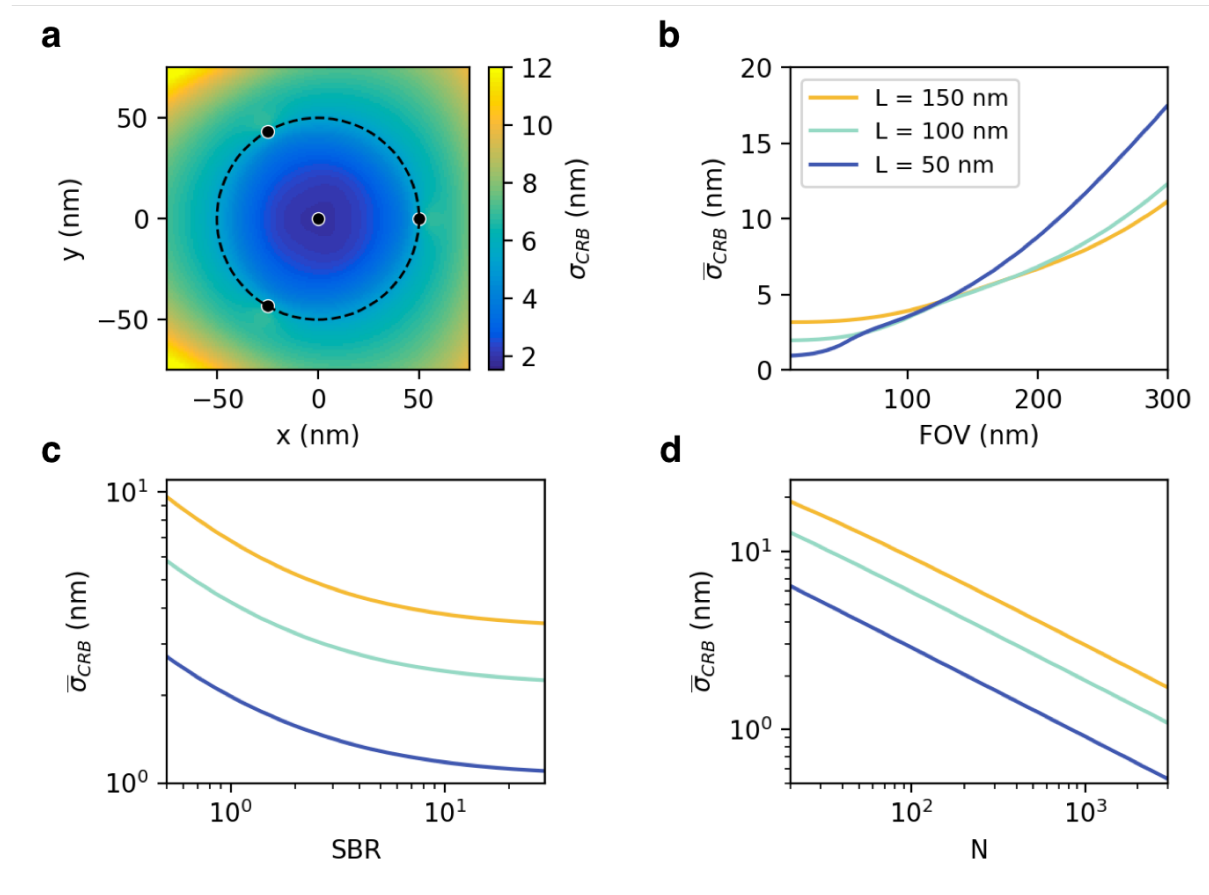 a
50
0
−50
y (nm)
−50
0
50
x (nm)
12
10
8
6
4
2
σCRB (nm)
b
20
15
10
5
0
σ̅CRB (nm)
L = 150 nm
L = 100 nm
L = 50 nm
100
200
300
FOV (nm)
c
10¹
10⁰
σ̅CRB (nm)
10⁰
10¹
SBR
d
10¹
10⁰
σ̅CRB (nm)
10²
10³
N